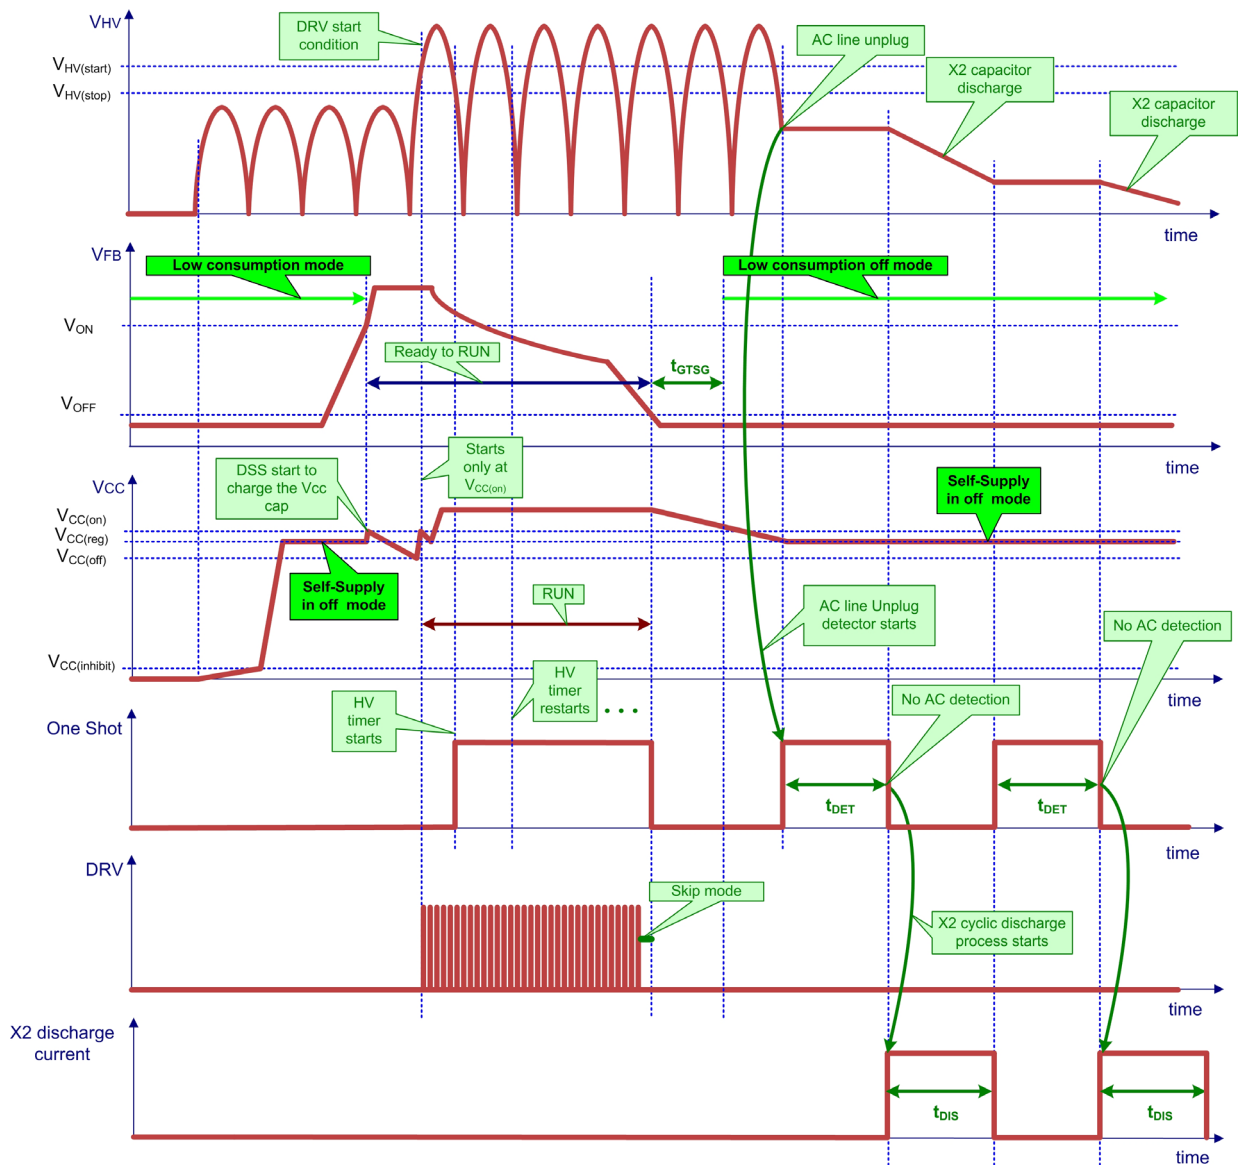 VHV
DRV start
condition
AC line unplug
VHV(start)
VHV(stop)
X2 capacitor
discharge
X2 capacitor
discharge
time
VFB
Low consumption mode
Low consumption off mode
VON
Ready to RUN
tGTSG
VOFF
time
Starts
only at
VCC(on)
DSS start to
charge the Vcc
cap
VCC
Self-Supply
in off mode
VCC(on)
VCC(reg)
VCC(off)
Self-Supply
in off mode
RUN
AC line Unplug
detector starts
No AC detection
VCC(inhibit)
time
HV
timer
restarts
...
HV
timer
starts
No AC detection
One Shot
tDET
tDET
time
DRV
Skip mode
X2 cyclic discharge
process starts
time
X2 discharge
current
tDIS
tDIS
time